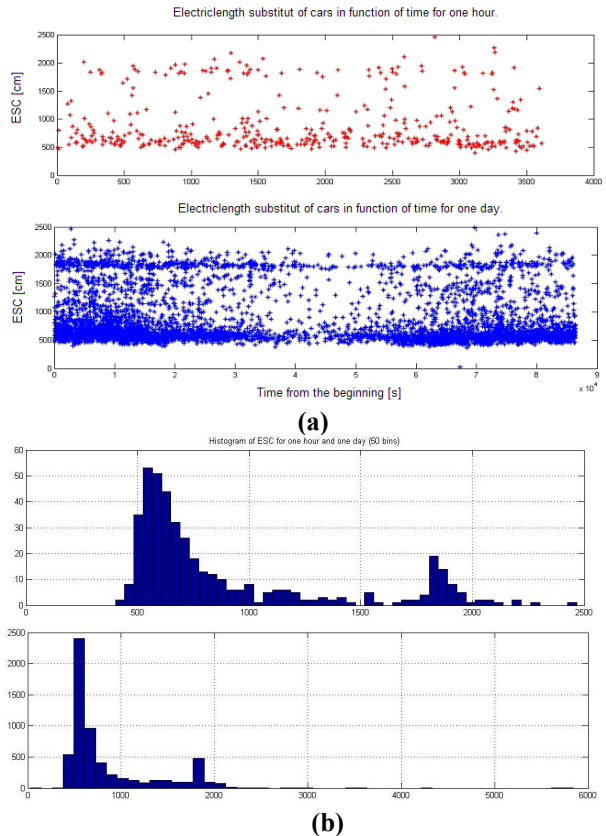 Electriclength substitut of cars in function of time for one hour.
ESC [cm]
2500
2000
1500
1000
500
0
0 500 1000 1500 2000 2500 3000 3500 4000
Electriclength substitut of cars in function of time for one day.
ESC [cm]
2500
2000
1500
1000
500
0
0 1 2 3 4 5 6 7 8 9
x 10⁴
Time from the beginning [s]
(a)
Histogram of ESC for one hour and one day (50 bins)
60
50
40
30
20
10
0
0 500 1000 1500 2000 2500
2500
2000
1500
1000
500
0
0 1000 2000 3000 4000 5000 6000
(b)